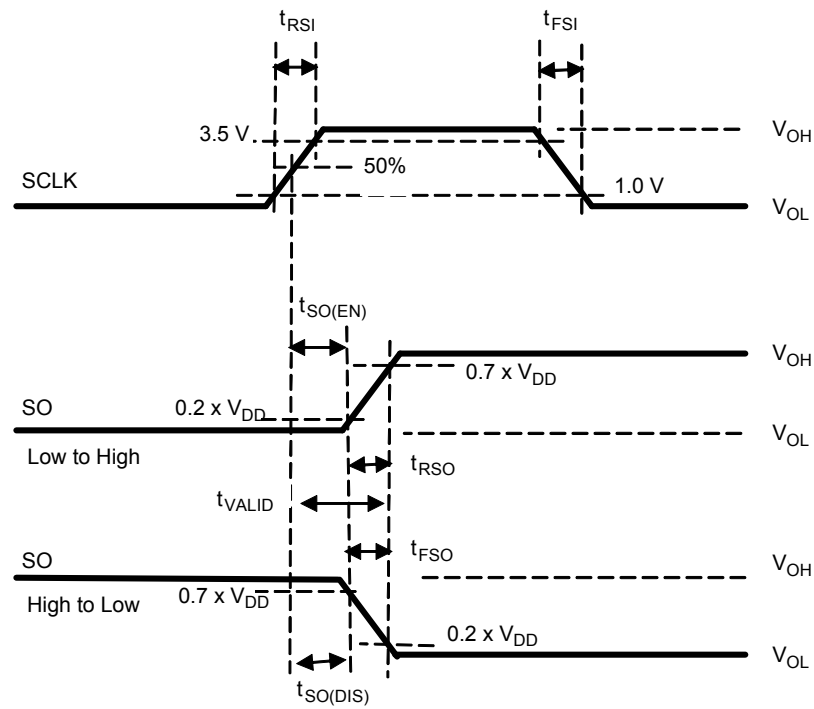 tRSI
tFSI
3.5 V
VOH
50%
SCLK
1.0 V
VOL
tSO(EN)
VOH
0.7 x VDD
SO
0.2 x VDD
VOL
Low to High
tRSO
tVALID
SO
tFSO
VOH
High to Low
0.7 x VDD
0.2 x VDD
VOL
tSO(DIS)